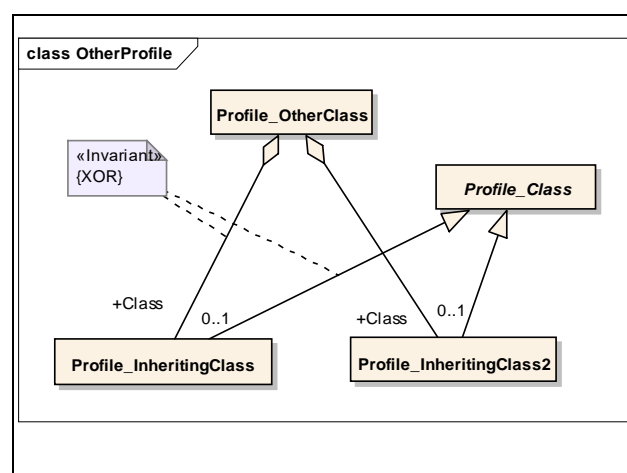 class OtherProfile
Profile_OtherClass
«Invariant»
{XOR}
Profile_Class
+Class
0..1
+Class
0..1
Profile_InheritingClass
Profile_InheritingClass2